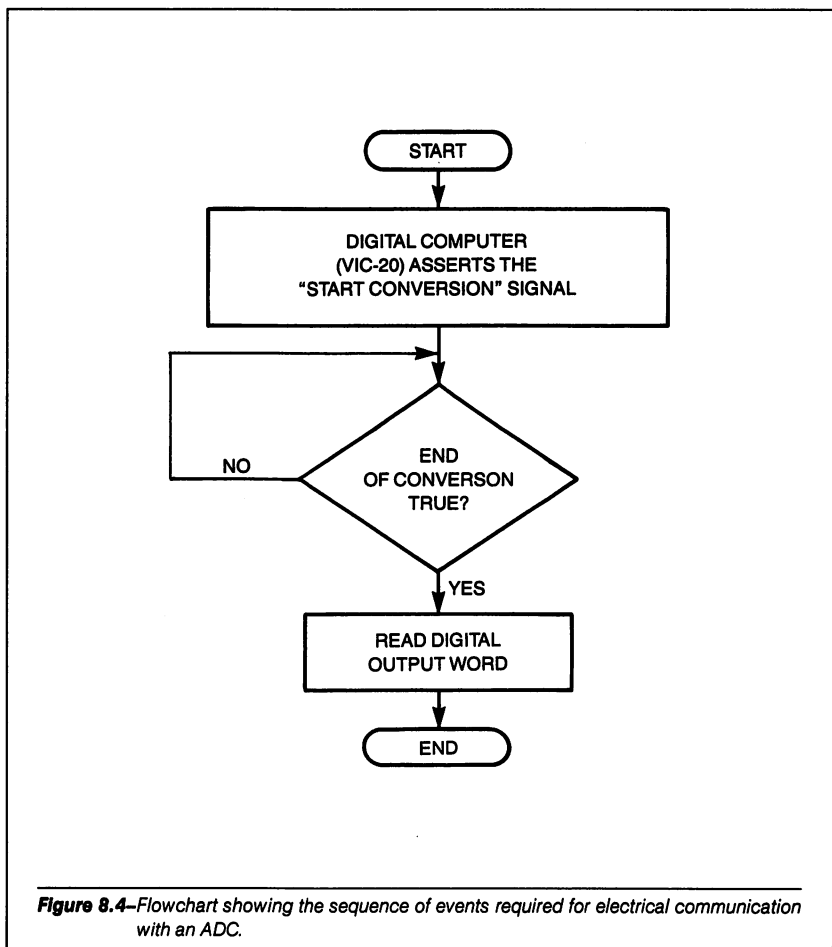 START
DIGITAL COMPUTER
(VIC-20) ASSERTS THE
“START CONVERSION” SIGNAL
NO
END
OF CONVERSON
TRUE?
YES
READ DIGITAL
OUTPUT WORD
END
Figure 8.4–Flowchart showing the sequence of events required for electrical communication
with an ADC.